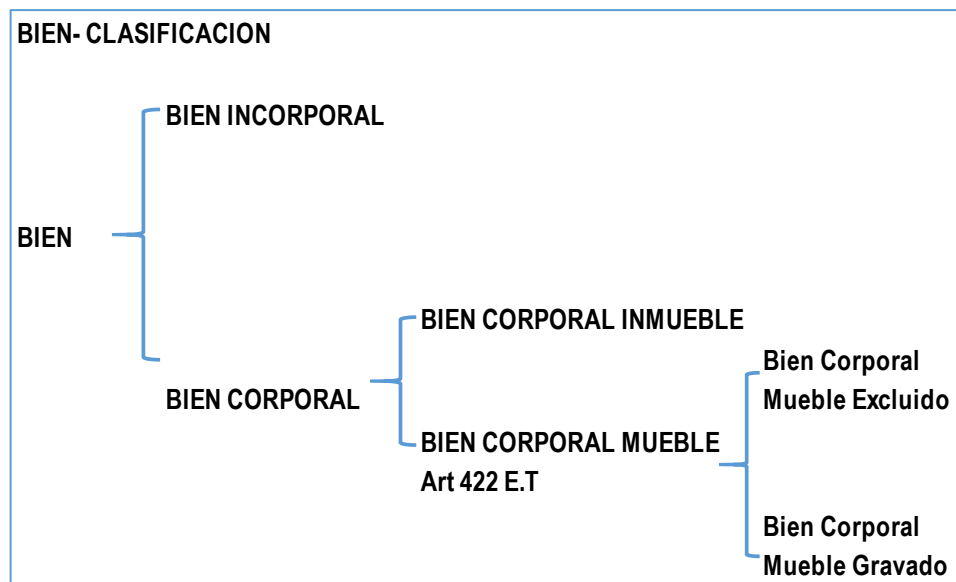 BIEN- CLASIFICACION
BIEN INCORPORAL
BIEN
BIEN CORPORAL
BIEN CORPORAL INMUEBLE
BIEN CORPORAL MUEBLE
Art 422 E.T
Bien Corporal
Mueble Excluido
Bien Corporal
Mueble Gravado